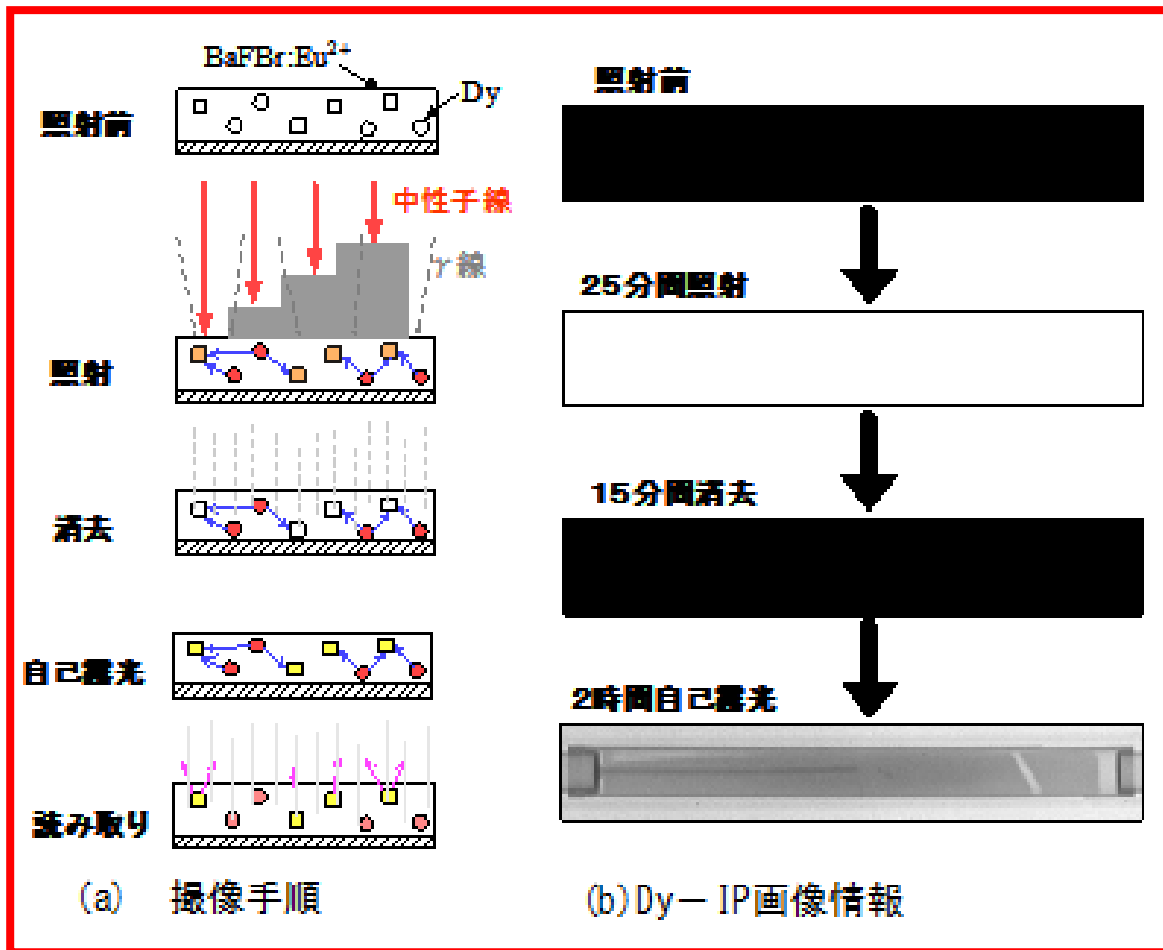 BaFBr:Eu²⁺
Dy
照射前
中性子線
γ線
照射
消去
自己露光
読み取り
(a) 撮像手順
照射前
25分間照射
15分間消去
2時間自己露光
(b)Dy－IP画像情報